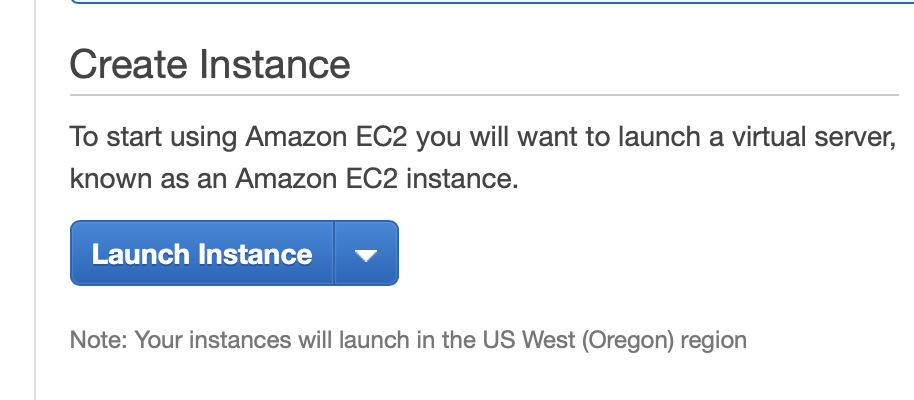 Create Instance
To start using Amazon EC2 you will want to launch a virtual server,
known as an Amazon EC2 instance.
Launch Instance
Note: Your instances will launch in the US West (Oregon) region